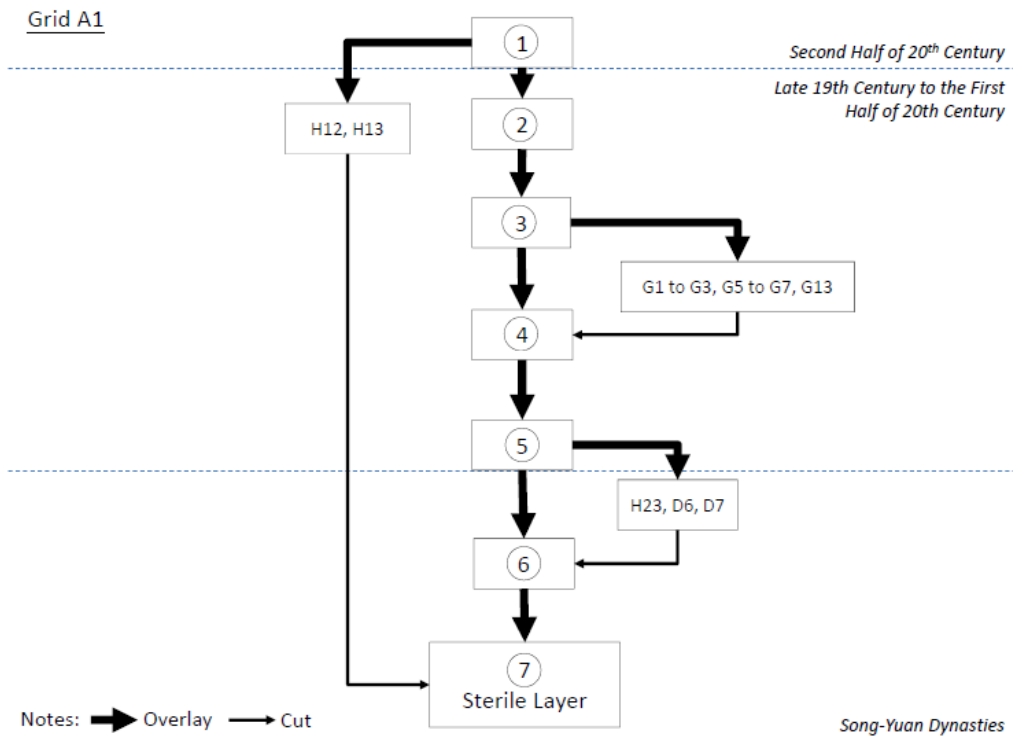 Grid A1
1
Second Half of 20th Century
Late 19th Century to the First
Half of 20th Century
H12, H13
2
3
G1 to G3, G5 to G7, G13
4
5
H23, D6, D7
6
7
Sterile Layer
Notes: Overlay Cut
Song-Yuan Dynasties